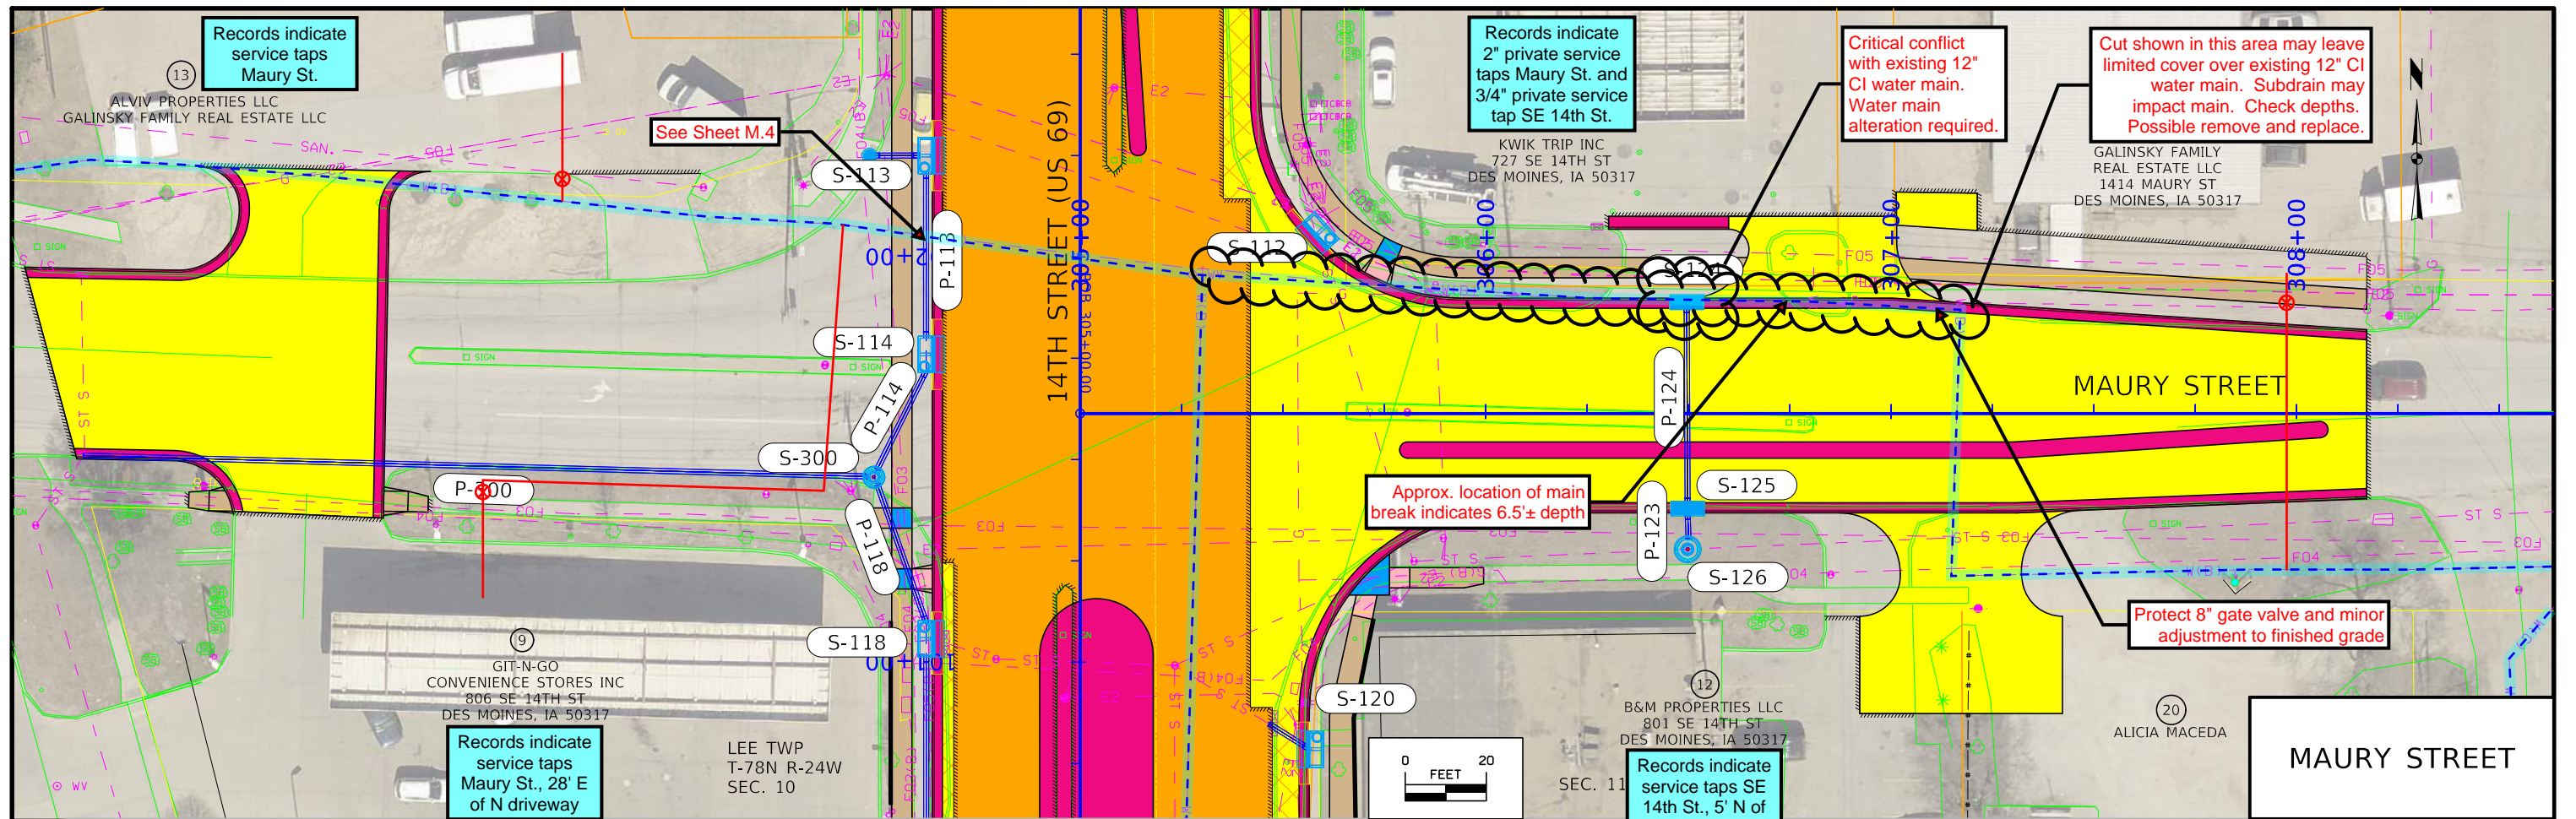 Records indicate
service taps
Maury St.
13
ALVIV PROPERTIES LLC
GALINSKY FAMILY REAL ESTATE LLC
See Sheet M.4
S-113
P-113
S-114
P-114
S-300
P-118
S-118
14TH STREET (US 69)
305+00
Records indicate
2" private service
taps Maury St. and
3/4" private service
tap SE 14th St.
KWIK TRIP INC
727 SE 14TH ST
DES MOINES, IA 50317
Critical conflict
with existing 12"
CI water main.
Water main
alteration required.
Cut shown in this area may leave
limited cover over existing 12" CI
water main. Subdrain may
impact main. Check depths.
Possible remove and replace.
GALINSKY FAMILY
REAL ESTATE LLC
1414 MAURY ST
DES MOINES, IA 50317
N
S-112
306+00
307+00
308+00
P-124
MAURY STREET
Approx. location of main
break indicates 6.5'± depth
S-125
P-123
S-126
Protect 8" gate valve and minor
adjustment to finished grade
9
GIT-N-GO
CONVENIENCE STORES INC
806 SE 14TH ST
DES MOINES, IA 50317
Records indicate
service taps
Maury St., 28' E
of N driveway
LEE TWP
T-78N R-24W
SEC. 10
WV
S-120
0 20
FEET
SEC. 11
12
B&M PROPERTIES LLC
801 SE 14TH ST
DES MOINES, IA 50317
Records indicate
service taps SE
14th St., 5' N of
20
ALICIA MACEDA
MAURY STREET